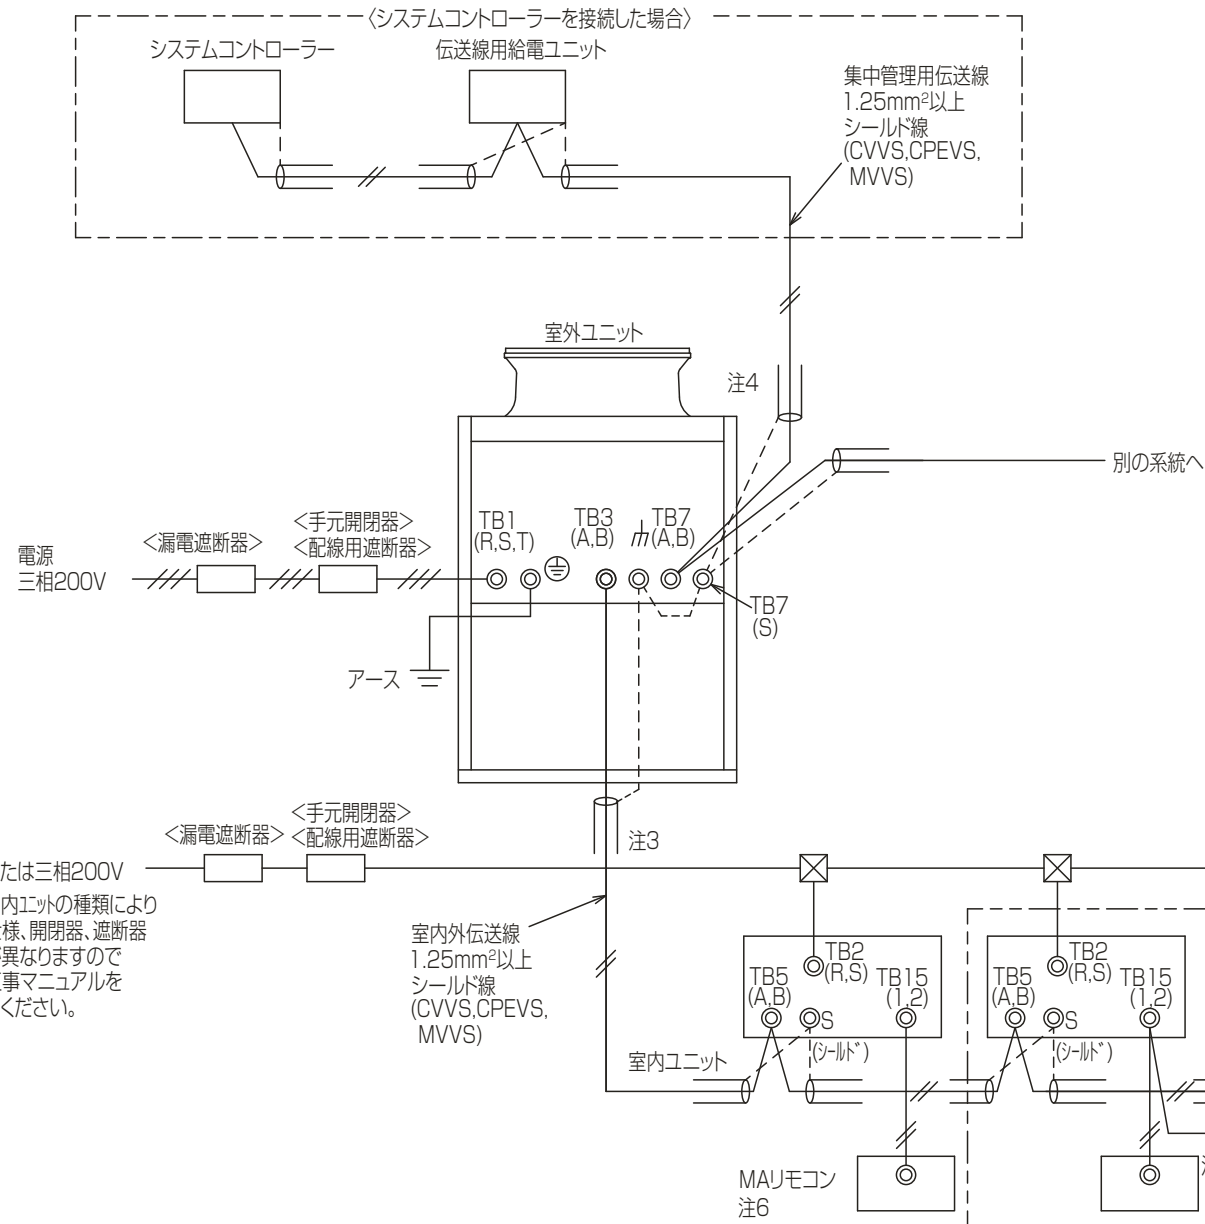 〈システムコントローラーを接続した場合〉
システムコントローラー
伝送線用給電ユニット
集中管理用伝送線
1.25mm²以上
シールド線
(CVVS,CPEVS,
MVVS)
室外ユニット
注4
別の系統へ
電源
三相200V
<漏電遮断器>
<手元開閉器>
<配線用遮断器>
TB1
(R,S,T)
TB3
(A,B)
TB7
(A,B)
TB7
(S)
アース
注3
<漏電遮断器>
<手元開閉器>
<配線用遮断器>
たは三相200V
内ユニットの種類により
様、開閉器、遮断器
異なりますので
事マニュアルを
ください。
室内外伝送線
1.25mm²以上
シールド線
(CVVS,CPEVS,
MVVS)
室内ユニット
TB2
(R,S)
TB5
(A,B)
S
(シールド)
TB15
(1,2)
TB2
(R,S)
TB5
(A,B)
S
(シールド)
TB15
(1,2)
MAリモコン
注6